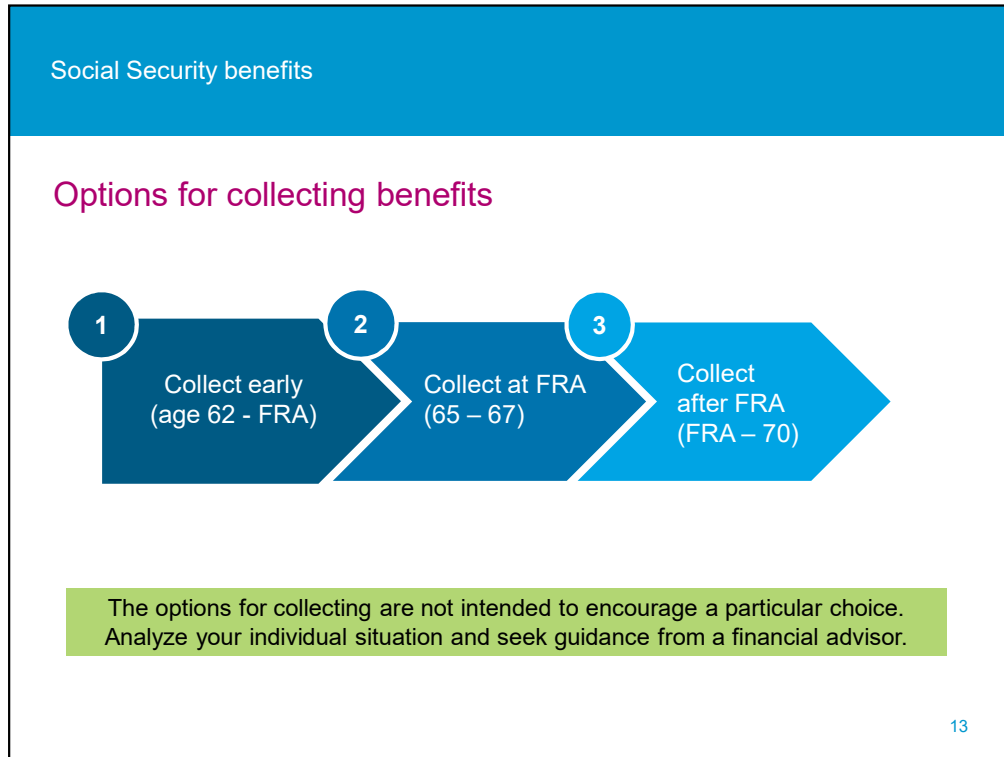 Social Security benefits
Options for collecting benefits
1
Collect early
(age 62 - FRA)
2
Collect at FRA
(65 – 67)
3
Collect
after FRA
(FRA – 70)
The options for collecting are not intended to encourage a particular choice.
Analyze your individual situation and seek guidance from a financial advisor.
13